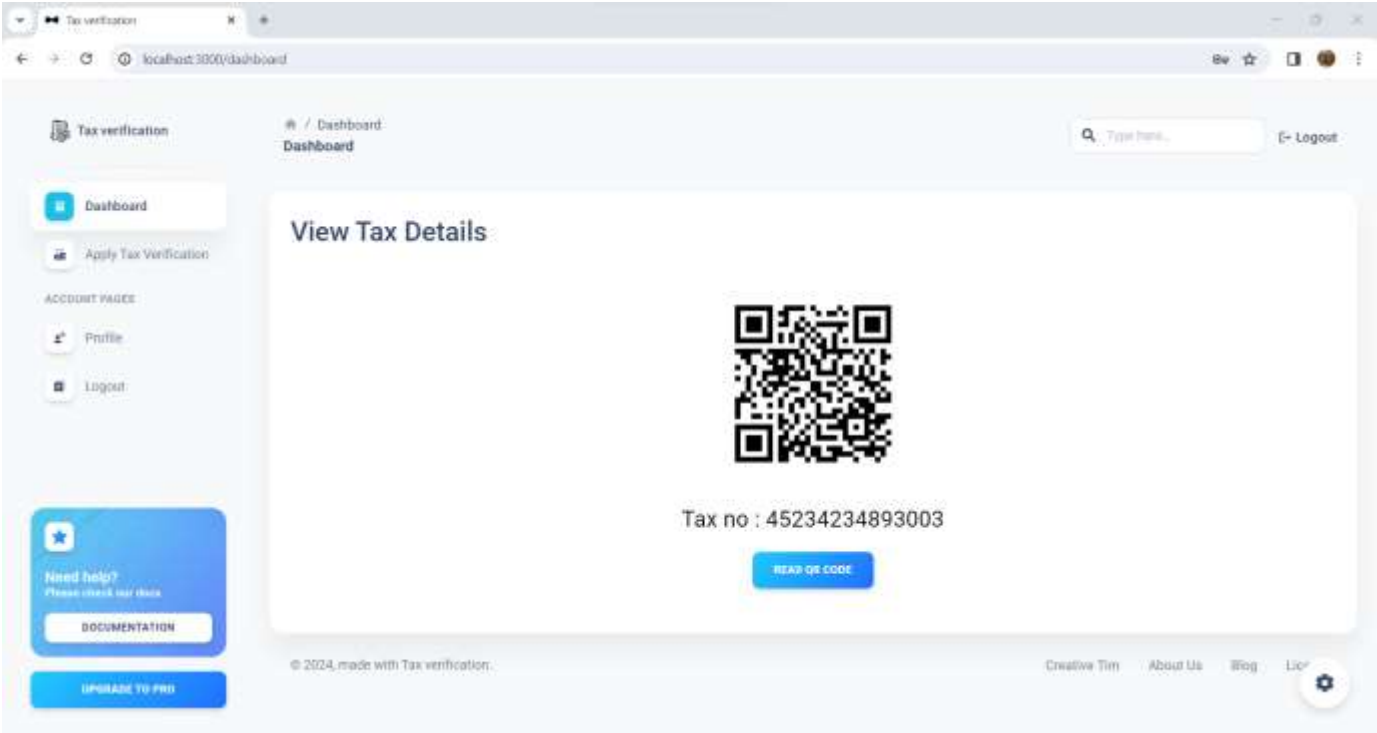 Tax verification
localhost:3000/dashboard
Tax verification
/ Dashboard
Dashboard
Type here...
Logout
Dashboard
Apply Tax Verification
ACCOUNT PAGES
Profile
Logout
View Tax Details
Tax no : 45234234893003
READ QR CODE
Need help?
Please check our docs
DOCUMENTATION
UPGRADE TO PRO
© 2024, made with Tax verification.
Creative Tim About Us Blog